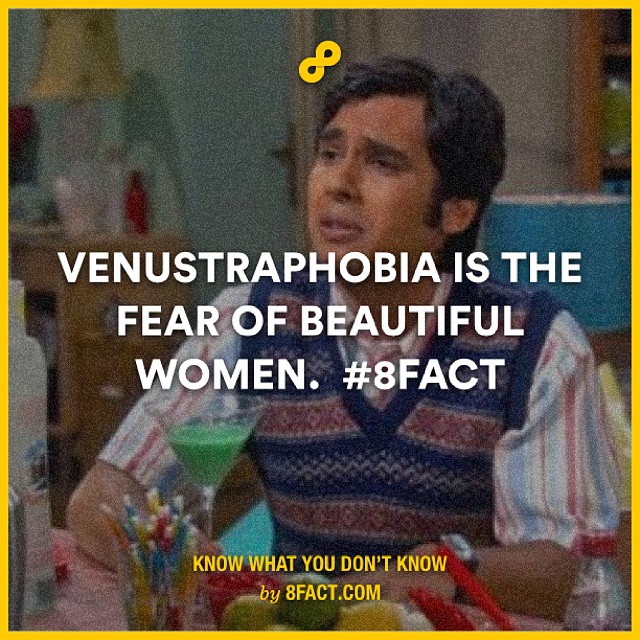 VENUSTRAPHOBIA IS THE
FEAR OF BEAUTIFUL
WOMEN. #8FACT
KNOW WHAT YOU DON'T KNOW
by 8FACT.COM